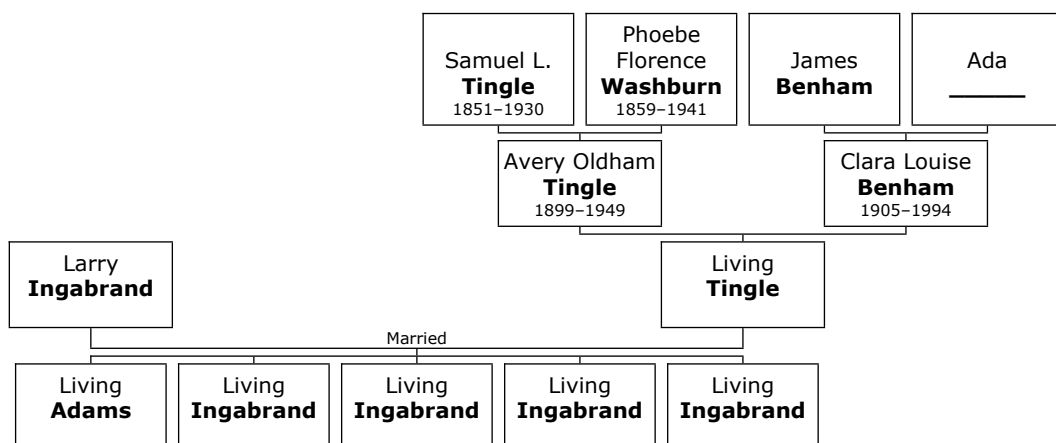 Samuel L.
Tingle
1851–1930
Phoebe
Florence
Washburn
1859–1941
James
Benham
Ada
Avery Oldham
Tingle
1899–1949
Clara Louise
Benham
1905–1994
Larry
Ingabrand
Living
Tingle
Married
Living
Adams
Living
Ingabrand
Living
Ingabrand
Living
Ingabrand
Living
Ingabrand